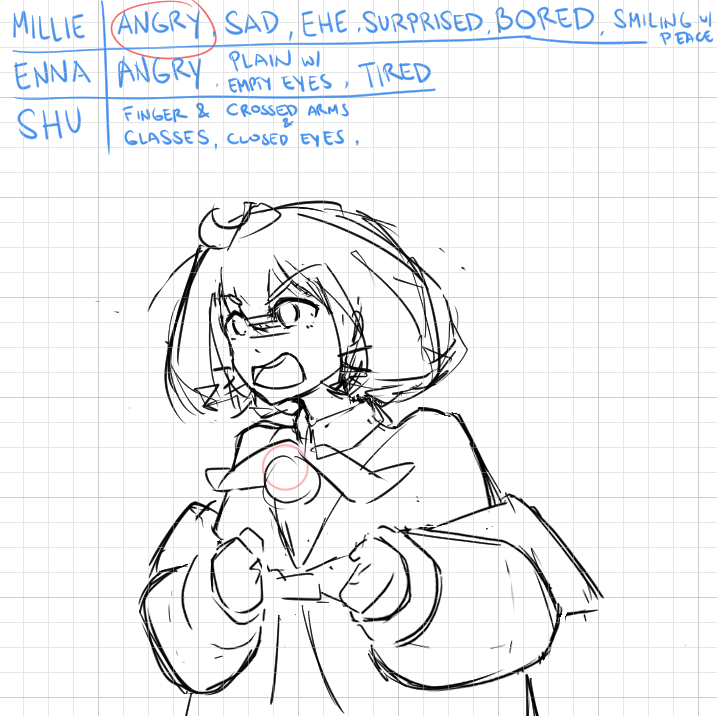 MILLIE | ANGRY, SAD, EHE, SURPRISED, BORED, SMILING W/ PEACE
ENNA | ANGRY, PLAIN W/ EMPTY EYES, TIRED
SHU | FINGER & GLASSES, CROSSED ARMS & CLOSED EYES,